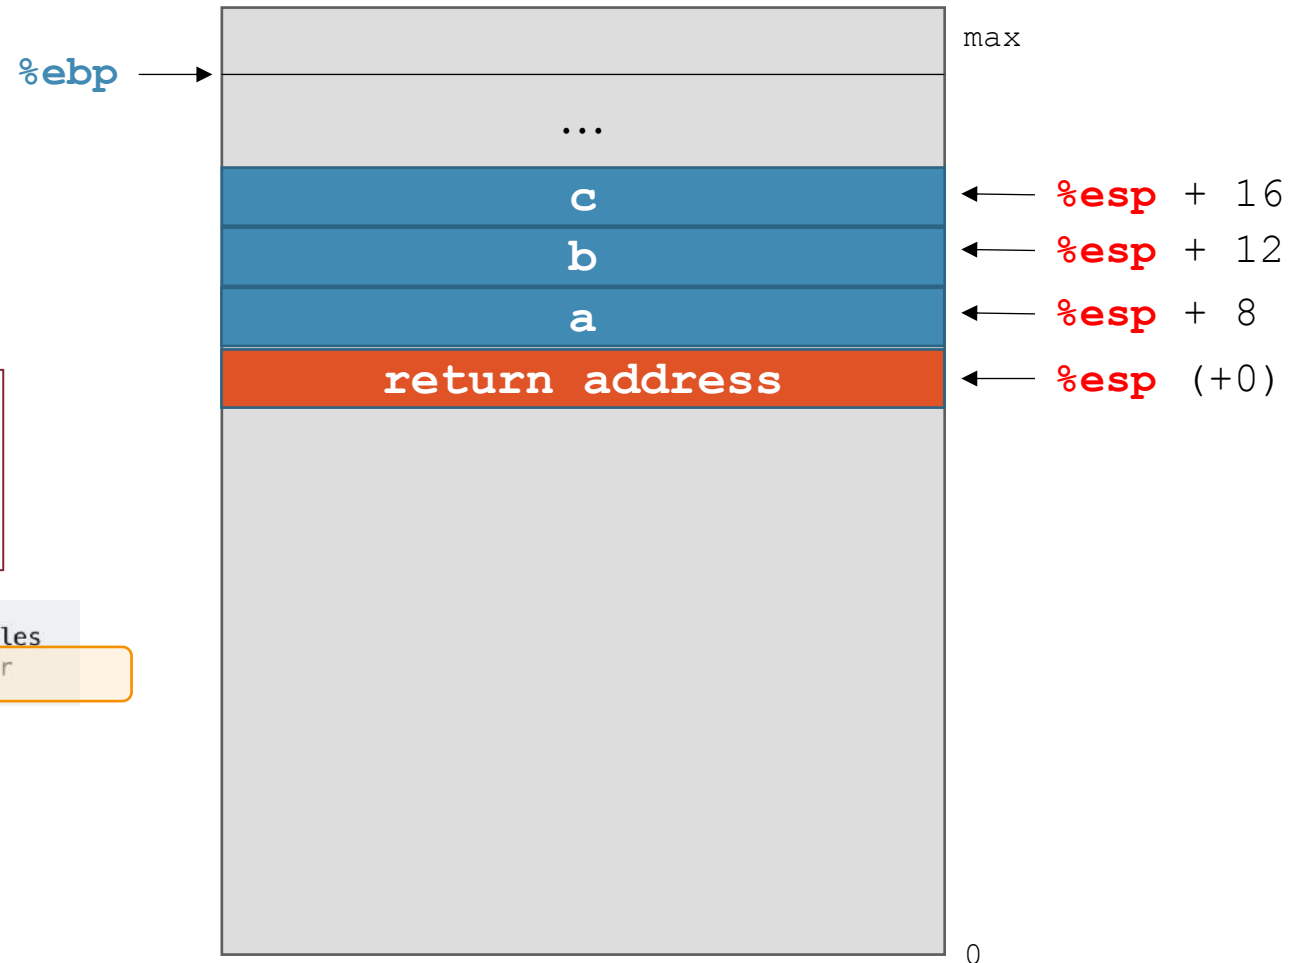 max
%ebp
...
c
%esp + 16
b
%esp + 12
a
%esp + 8
return address
%esp (+0)
les
r
0